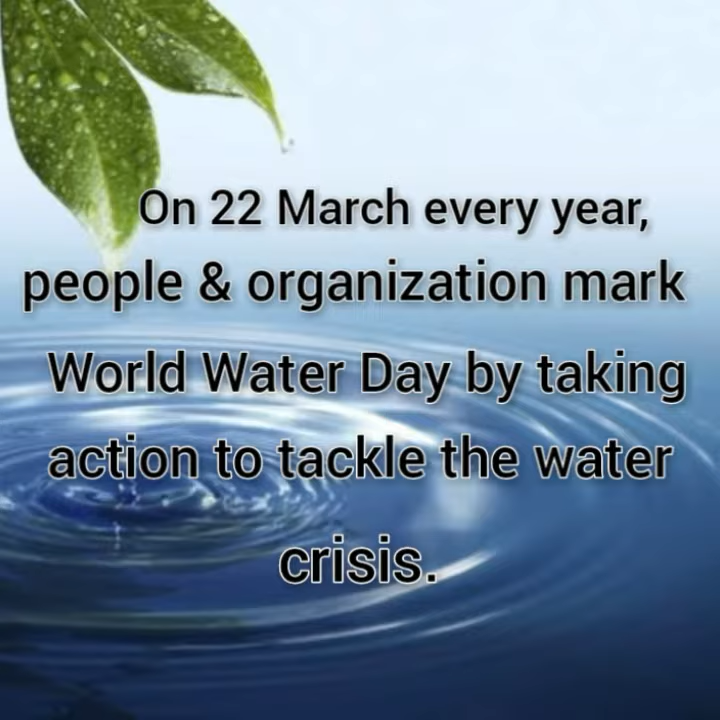 On 22 March every year,
people & organization mark
World Water Day by taking
action to tackle the water
crisis.